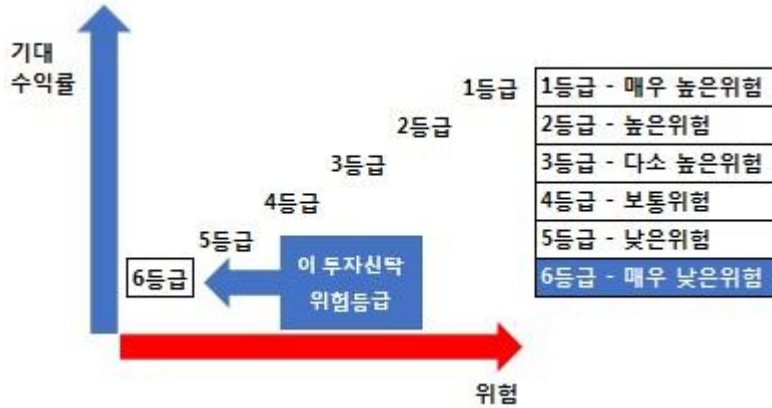 기대
수익률
1등급
2등급
3등급
4등급
5등급
6등급
이 투자신탁
위험등급
위험
1등급 - 매우 높은위험
2등급 - 높은위험
3등급 - 다소 높은위험
4등급 - 보통위험
5등급 - 낮은위험
6등급 - 매우 낮은위험